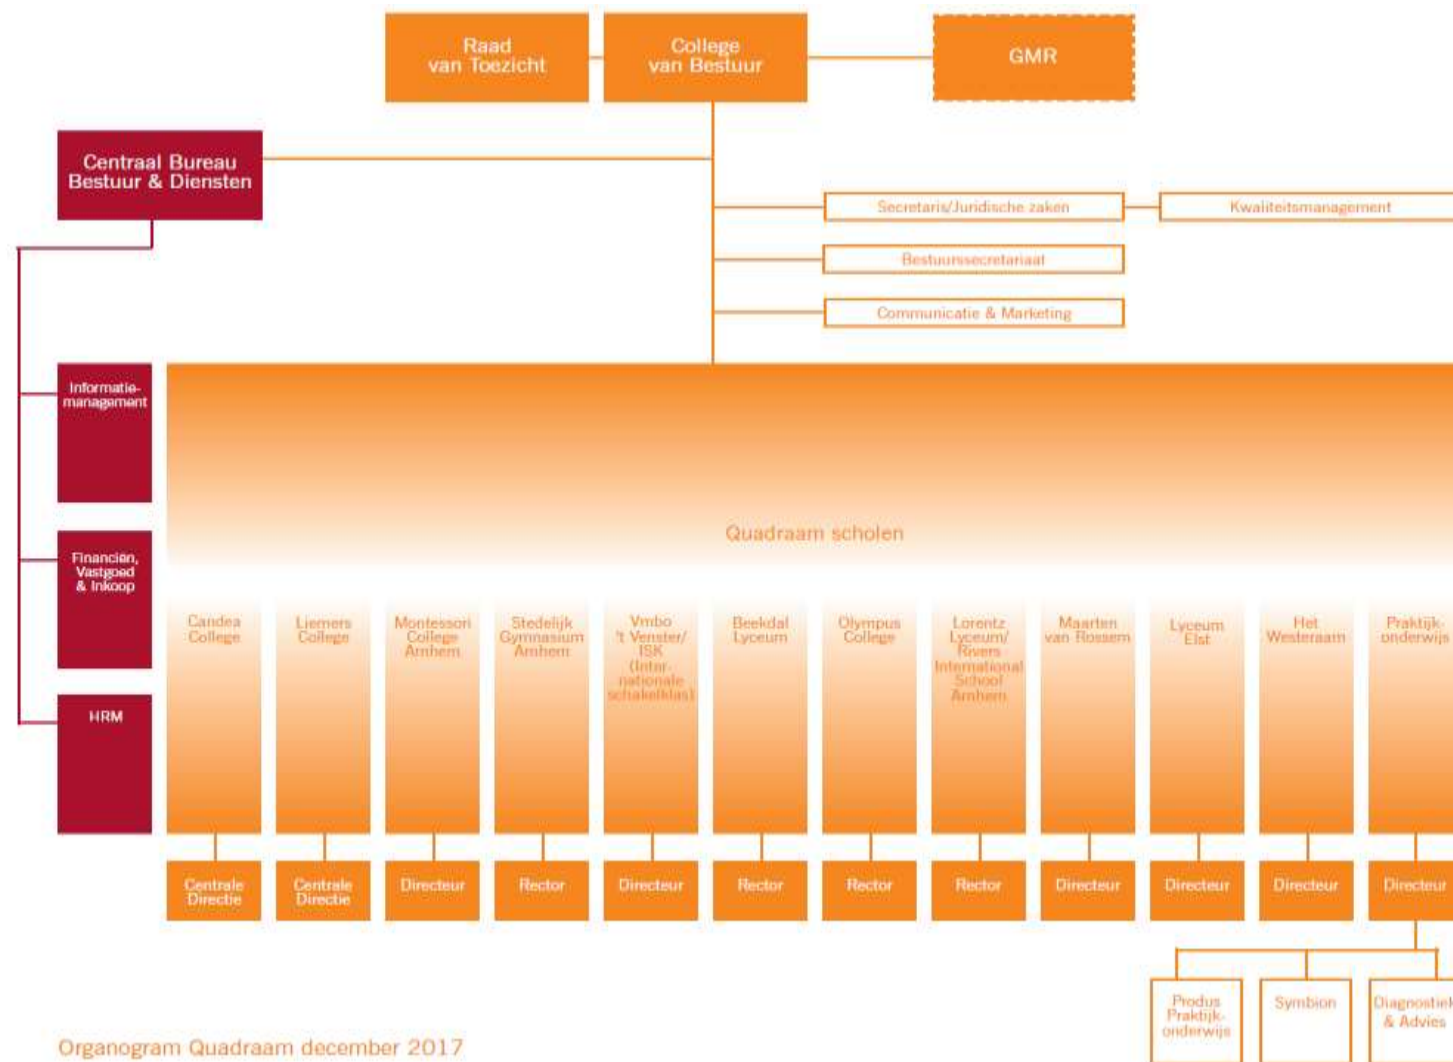 Raad
van Toezicht
College
van Bestuur
GMR
Centraal Bureau
Bestuur & Diensten
Secretaris/Juridische zaken
Kwaliteitsmanagement
Bestuurssecretariaat
Communicatie & Marketing
Informatie-
management
Financiën,
Vastgoed
& Inkoop
HRM
Quadraam scholen
Candea
College
Liemers
College
Montessori
College
Arnhem
Stedelijk
Gymnasium
Arnhem
Vmbo
't Venster/
ISK
(Inter-
nationale
schakelklas)
Beekdal
Lyceum
Olympus
College
Lorentz
Lyceum/
Rivers
International
School
Arnhem
Maarten
van Rossem
Lyceum
Elst
Het
Westeraam
Praktijk-
onderwijs
Centrale
Directie
Centrale
Directie
Directeur
Rector
Directeur
Rector
Rector
Rector
Directeur
Directeur
Directeur
Directeur
Produs
Praktijk-
onderwijs
Symbion
Diagnostiek
& Advies
Organogram Quadraam december 2017